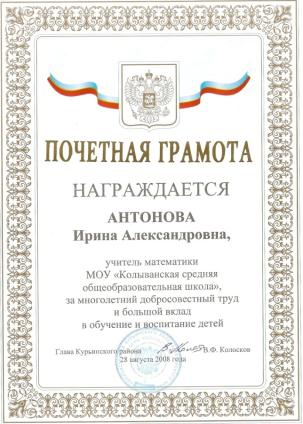 ПОЧЕТНАЯ ГРАМОТА
НАГРАЖДАЕТСЯ
АНТОНОВА
Ирина Александровна,
учитель математики
МОУ «Колыванская средняя
общеобразовательная школа»,
за многолетний добросовестный труд
и большой вклад
в обучение и воспитание детей
Глава Курьинского района В.Ф. Колосков
28 августа 2008 года